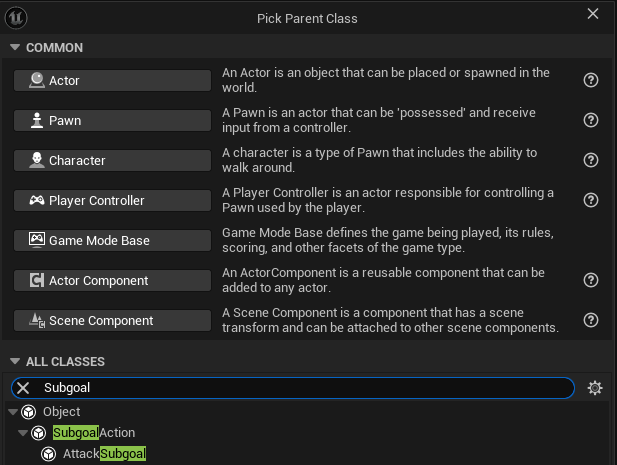 Pick Parent Class
COMMON
Actor
An Actor is an object that can be placed or spawned in the
world.
Pawn
A Pawn is an actor that can be 'possessed' and receive
input from a controller.
Character
A character is a type of Pawn that includes the ability to
walk around.
Player Controller
A Player Controller is an actor responsible for controlling a
Pawn used by the player.
Game Mode Base
Game Mode Base defines the game being played, its rules,
scoring, and other facets of the game type.
Actor Component
An ActorComponent is a reusable component that can be
added to any actor.
Scene Component
A Scene Component is a component that has a scene
transform and can be attached to other scene components.
ALL CLASSES
Subgoal
Object
SubgoalAction
AttackSubgoal